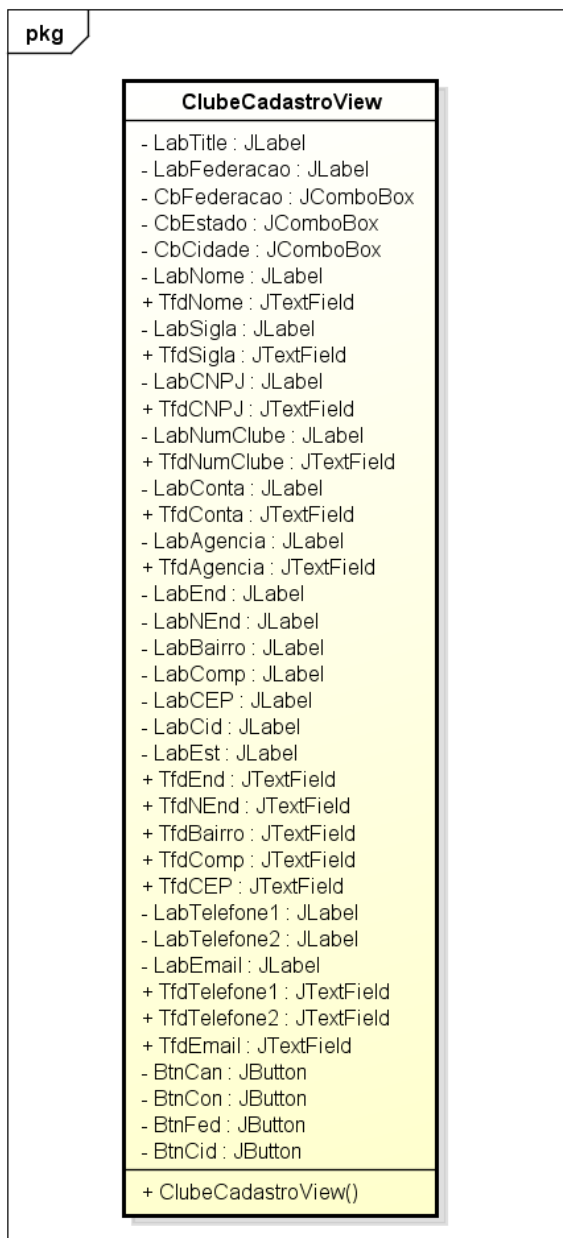 pkg
ClubeCadastroView
- LabTitle : JLabel
- LabFederacao : JLabel
- CbFederacao : JComboBox
- CbEstado : JComboBox
- CbCidade : JComboBox
- LabNome : JLabel
+ TfdNome : JTextField
- LabSigla : JLabel
+ TfdSigla : JTextField
- LabCNPJ : JLabel
+ TfdCNPJ : JTextField
- LabNumClube : JLabel
+ TfdNumClube : JTextField
- LabConta : JLabel
+ TfdConta : JTextField
- LabAgencia : JLabel
+ TfdAgencia : JTextField
- LabEnd : JLabel
- LabNEnd : JLabel
- LabBairro : JLabel
- LabComp : JLabel
- LabCEP : JLabel
- LabCid : JLabel
- LabEst : JLabel
+ TfdEnd : JTextField
+ TfdNEnd : JTextField
+ TfdBairro : JTextField
+ TfdComp : JTextField
+ TfdCEP : JTextField
- LabTelefone1 : JLabel
- LabTelefone2 : JLabel
- LabEmail : JLabel
+ TfdTelefone1 : JTextField
+ TfdTelefone2 : JTextField
+ TfdEmail : JTextField
- BtnCan : JButton
- BtnCon : JButton
- BtnFed : JButton
- BtnCid : JButton
+ ClubeCadastroView()